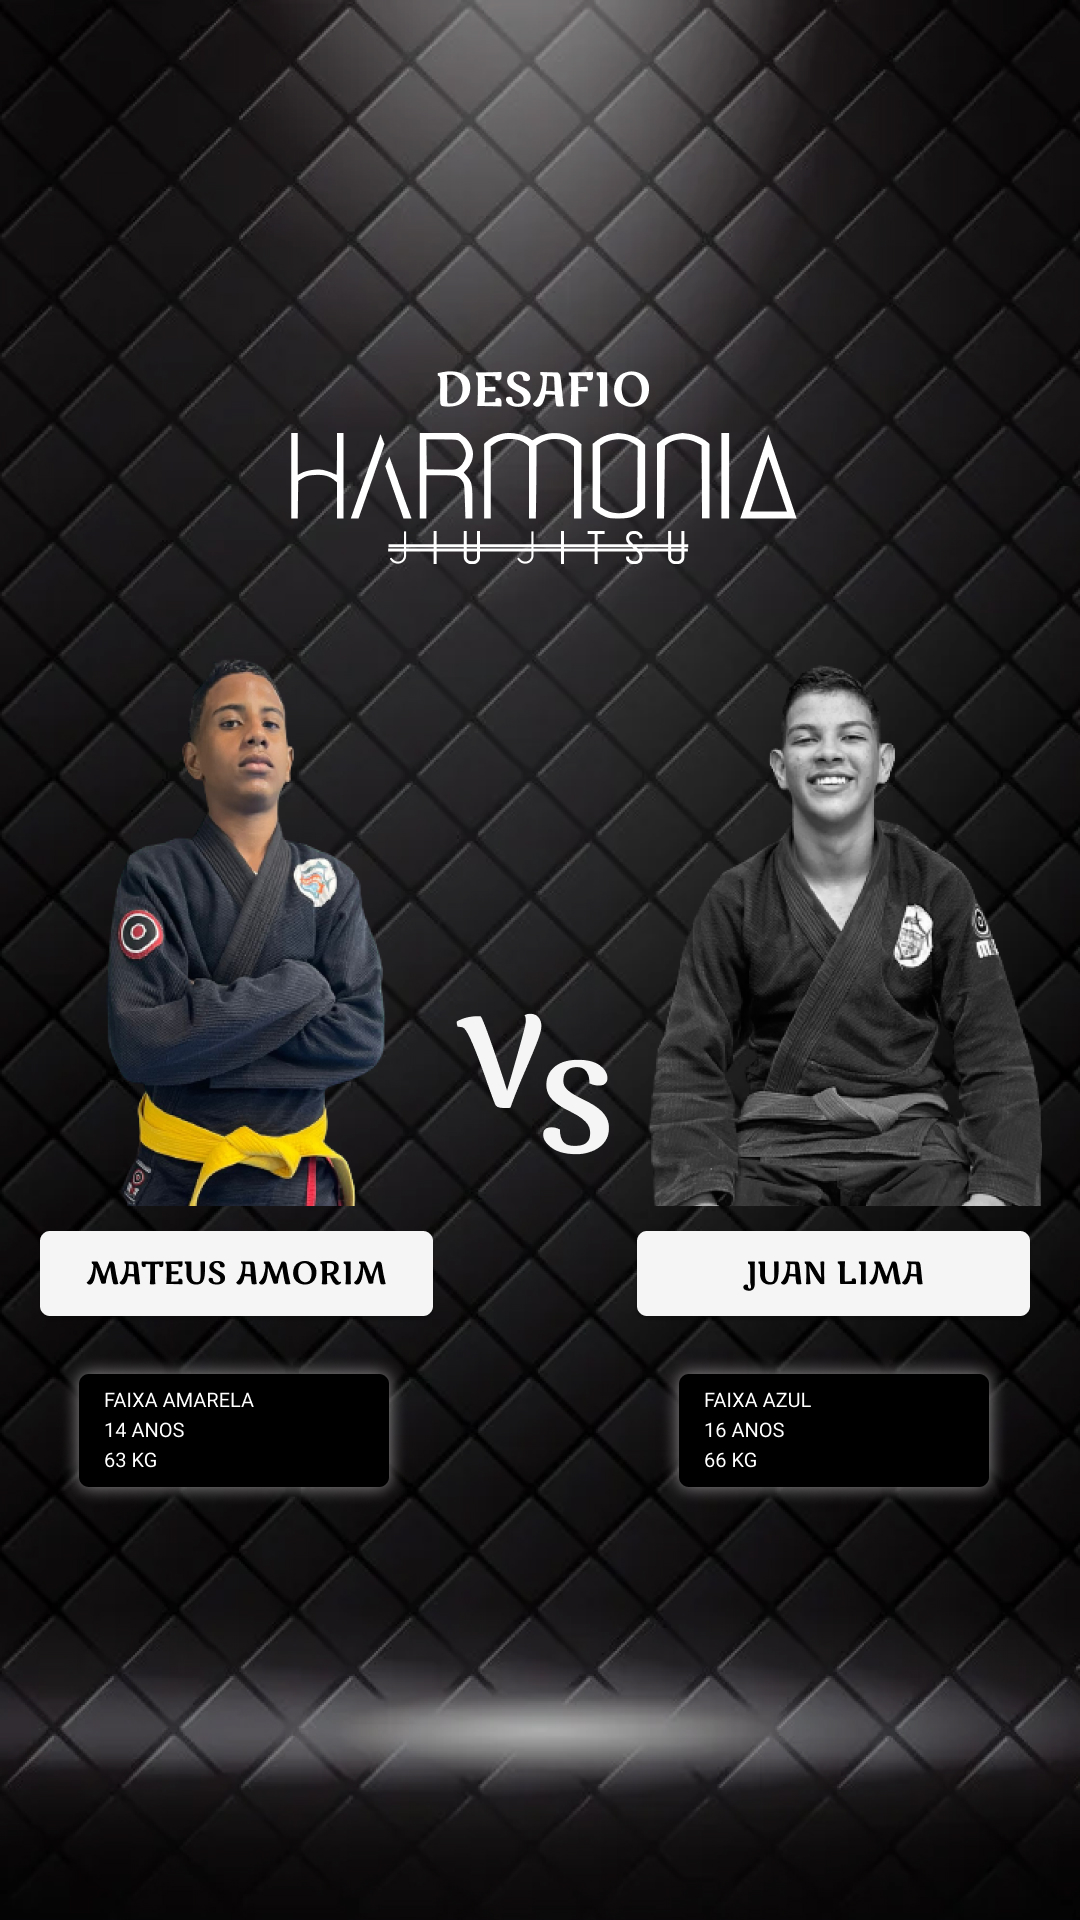 DESAFIO
HARMONIA
JIU JITSU
VS
MATEUS AMORIM
JUAN LIMA
FAIXA AMARELA
14 ANOS
63 KG
FAIXA AZUL
16 ANOS
66 KG